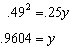 .49² = .25y
.9604 = y